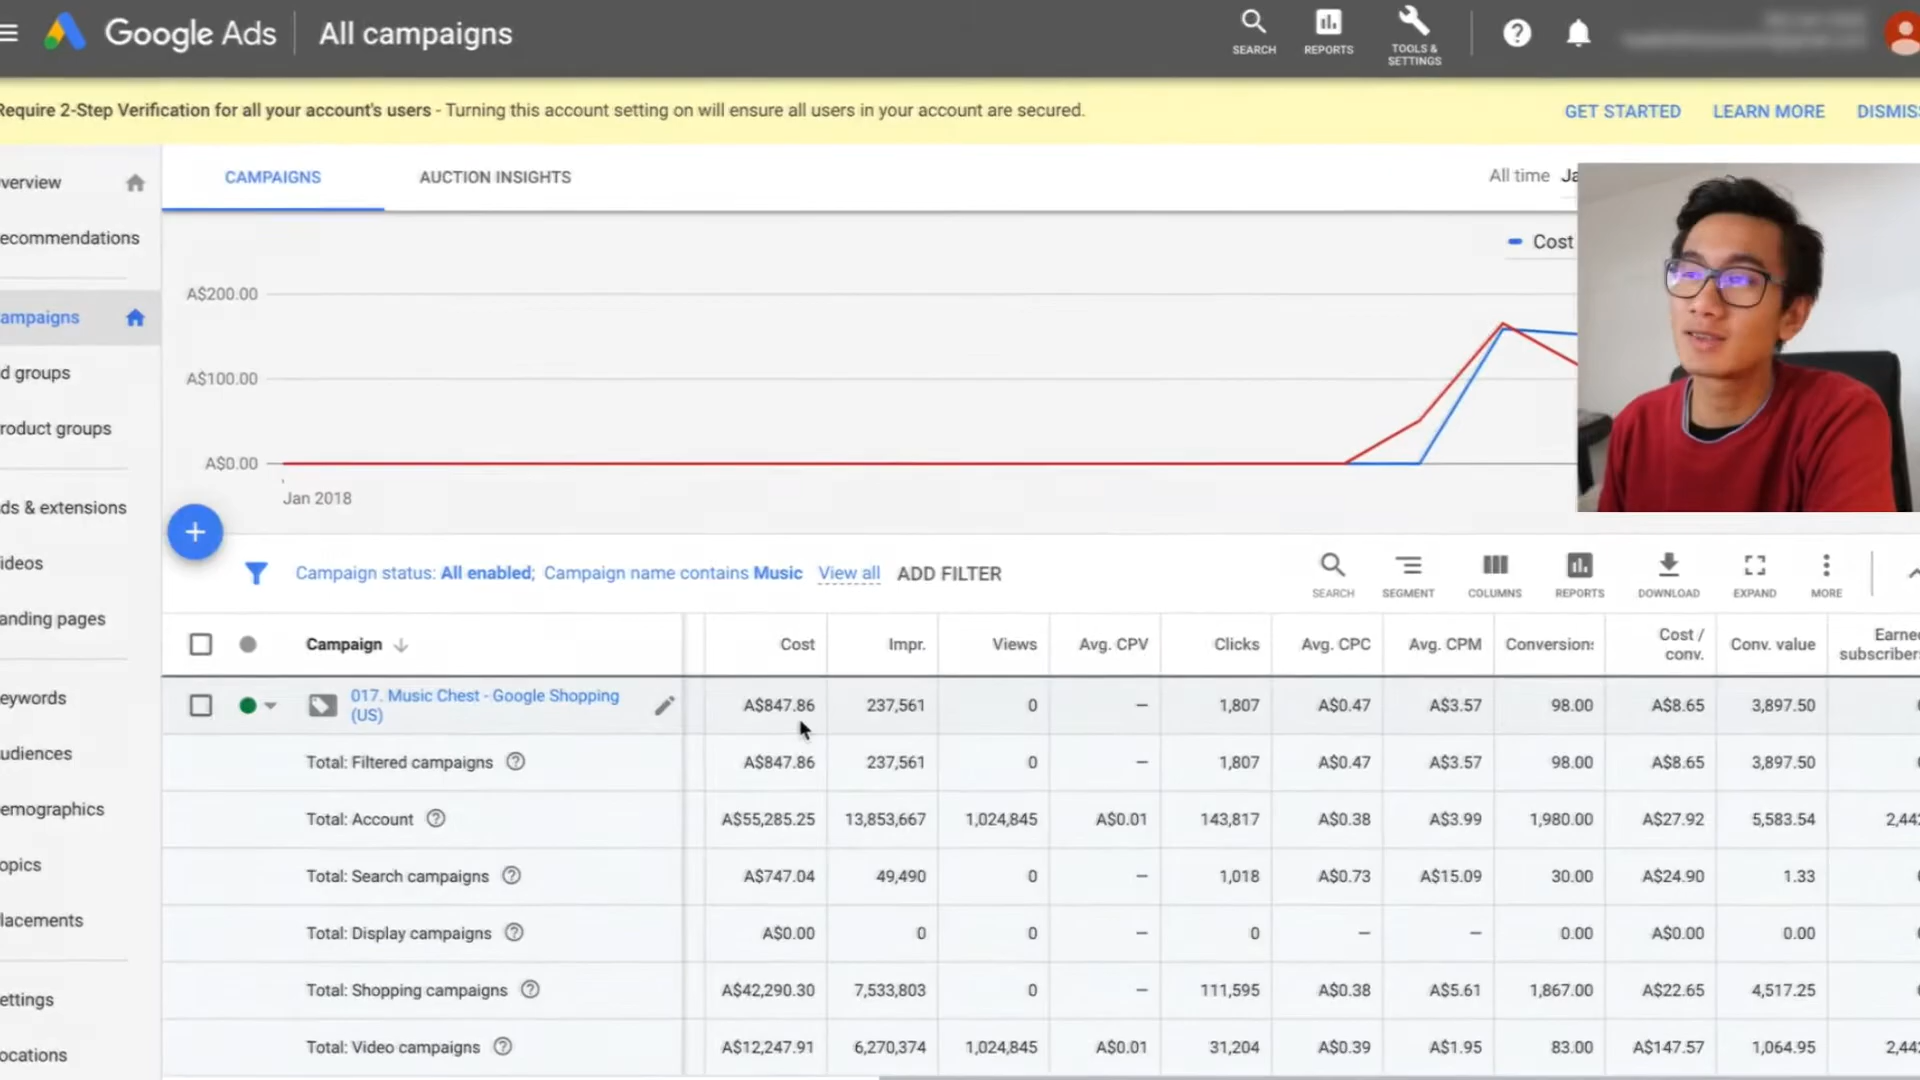 Google Ads All campaigns
SEARCH
REPORTS
TOOLS &
SETTINGS
Require 2-Step Verification for all your account's users - Turning this account setting on will ensure all users in your account are secured.
GET STARTED LEARN MORE DISMIS
verview
ecommendations
ampaigns
d groups
roduct groups
ds & extensions
ideos
anding pages
eywords
udiences
emographics
opics
lacements
ettings
ocations
CAMPAIGNS AUCTION INSIGHTS
All time Ja
Cost
A$200.00
A$100.00
A$0.00
Jan 2018
Campaign status: All enabled; Campaign name contains Music View all ADD FILTER
SEARCH SEGMENT COLUMNS REPORTS DOWNLOAD EXPAND MORE
Campaign Cost Impr. Views Avg. CPV Clicks Avg. CPC Avg. CPM Conversions Cost / conv. Conv. value Earned subscribers
017. Music Chest - Google Shopping (US) A$847.86 237,561 0 – 1,807 A$0.47 A$3.57 98.00 A$8.65 3,897.50
Total: Filtered campaigns A$847.86 237,561 0 – 1,807 A$0.47 A$3.57 98.00 A$8.65 3,897.50
Total: Account A$55,285.25 13,853,667 1,024,845 A$0.01 143,817 A$0.38 A$3.99 1,980.00 A$27.92 5,583.54 2,442
Total: Search campaigns A$747.04 49,490 0 – 1,018 A$0.73 A$15.09 30.00 A$24.90 1.33
Total: Display campaigns A$0.00 0 0 – 0 – – 0.00 A$0.00 0.00
Total: Shopping campaigns A$42,290.30 7,533,803 0 – 111,595 A$0.38 A$5.61 1,867.00 A$22.65 4,517.25
Total: Video campaigns A$12,247.91 6,270,374 1,024,845 A$0.01 31,204 A$0.39 A$1.95 83.00 A$147.57 1,064.95 2,442